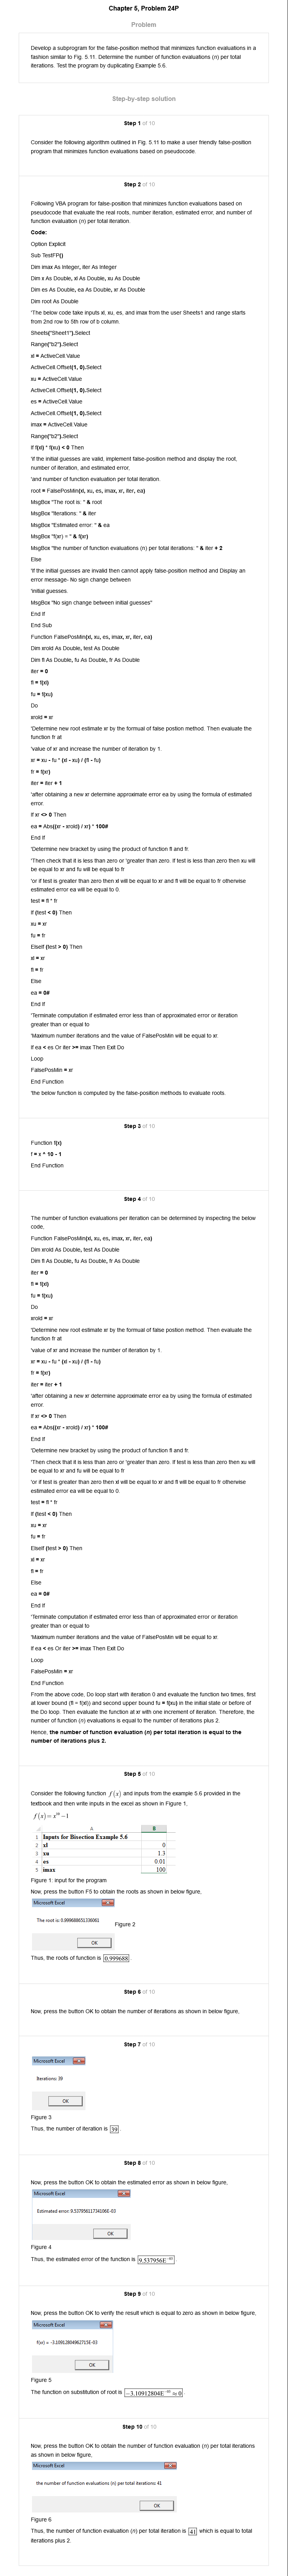 Chapter 5, Problem 24P
Problem
Develop a subprogram for the false-position method that minimizes function evaluations in a
fashion similar to Fig. 5.11. Determine the number of function evaluations (n) per total
iterations. Test the program by duplicating Example 5.6.
Step-by-step solution
Step 1 of 10
Consider the following algorithm outlined in Fig. 5.11 to make a user friendly false-position
program that minimizes function evaluations based on pseudocode:
Step 2 of 10
Following VBA program for false-position that minimizes function evaluations based on
pseudocode that evaluate the real roots, number iteration, estimated error, and number of
function evaluation (n) per total iteration.
Code:
Option Explicit
Sub TestFP()
Dim imax As Integer, iter As Integer
Dim x As Double, xl As Double, xu As Double
Dim es As Double, ea As Double, xr As Double
Dim root As Double
'The below code take inputs xl, xu, es, and imax from the user Sheets1 and range starts
from 2nd row to 5th row of b column.
Sheets("Sheet1").Select
Range("b2").Select
xl = ActiveCell.Value
ActiveCell.Offset(1, 0).Select
xu = ActiveCell.Value
ActiveCell.Offset(1, 0).Select
es = ActiveCell.Value
ActiveCell.Offset(1, 0).Select
imax = ActiveCell.Value
Range("b2").Select
If f(xl) * f(xu) < 0 Then
'if the initial guesses are valid, implement false-position method and display the root,
number of iteration, and estimated error,
'and number of function evaluation per total iteration.
root = FalsePosMin(xl, xu, es, imax, xr, iter, ea)
MsgBox "The root is: " & root
MsgBox "Iterations: " & iter
MsgBox "Estimated error: " & ea
MsgBox "f(xr) = " & f(xr)
MsgBox "the number of function evaluations (n) per total iterations: " & iter + 2
Else
'If the initial guesses are invalid then cannot apply false-position method and Display an
error message- No sign change between
'initial guesses.
MsgBox "No sign change between initial guesses"
End If
End Sub
Function FalsePosMin(xl, xu, es, imax, xr, iter, ea)
Dim xrold As Double, test As Double
Dim fl As Double, fu As Double, fr As Double
iter = 0
fl = f(xl)
fu = f(xu)
Do
xrold = xr
'Determine new root estimate xr by the formual of false postion method. Then evaluate the
function fr at
'value of xr and increase the number of iteration by 1.
xr = xu - fu * (xl - xu) / (fl - fu)
fr = f(xr)
iter = iter + 1
'after obtaining a new xr determine approximate error ea by using the formula of estimated
error.
If xr <> 0 Then
ea = Abs((xr - xrold) / xr) * 100#
End If
'Determine new bracket by using the product of function fl and fr.
'Then check that it is less than zero or 'greater than zero. If test is less than zero then xu will
be equal to xr and fu will be equal to fr
'or if test is greater than zero then xl will be equal to xr and fl will be equal to fr otherwise
estimated error ea will be equal to 0.
test = fl * fr
If (test < 0) Then
xu = xr
fu = fr
ElseIf (test > 0) Then
xl = xr
fl = fr
Else
ea = 0#
End If
'Terminate computation if estimated error less than of approximated error or iteration
greater than or equal to
'Maximum number iterations and the value of FalsePosMin will be equal to xr.
If ea < es Or iter >= imax Then Exit Do
Loop
FalsePosMin = xr
End Function
'the below function is computed by the false-position methods to evaluate roots.
Step 3 of 10
Function f(x)
f = x ^ 10 - 1
End Function
Step 4 of 10
The number of function evaluations per iteration can be determined by inspecting the below
code,
Function FalsePosMin(xl, xu, es, imax, xr, iter, ea)
Dim xrold As Double, test As Double
Dim fl As Double, fu As Double, fr As Double
iter = 0
fl = f(xl)
fu = f(xu)
Do
xrold = xr
'Determine new root estimate xr by the formual of false postion method. Then evaluate the
function fr at
'value of xr and increase the number of iteration by 1.
xr = xu - fu * (xl - xu) / (fl - fu)
fr = f(xr)
iter = iter + 1
'after obtaining a new xr determine approximate error ea by using the formula of estimated
error.
If xr <> 0 Then
ea = Abs((xr - xrold) / xr) * 100#
End If
'Determine new bracket by using the product of function fl and fr.
'Then check that it is less than zero or 'greater than zero. If test is less than zero then xu will
be equal to xr and fu will be equal to fr
'or if test is greater than zero then xl will be equal to xr and fl will be equal to fr otherwise
estimated error ea will be equal to 0.
test = fl * fr
If (test < 0) Then
xu = xr
fu = fr
ElseIf (test > 0) Then
xl = xr
fl = fr
Else
ea = 0#
End If
'Terminate computation if estimated error less than of approximated error or iteration
greater than or equal to
'Maximum number iterations and the value of FalsePosMin will be equal to xr.
If ea < es Or iter >= imax Then Exit Do
Loop
FalsePosMin = xr
End Function
From the above code, Do loop start with iteration 0 and evaluate the function two times, first
at lower bound (fl = f(xl)) and second upper bound fu = f(xu) in the initial state or before of
the Do loop. Then evaluate the function at xr with one increment of iteration. Therefore, the
number of function (n) evaluations is equal to the number of iterations plus 2.
Hence, the number of function evaluation (n) per total iteration is equal to the
number of iterations plus 2.
Step 5 of 10
Consider the following function f(x) and inputs from the example 5.6 provided in the
textbook and then write inputs in the excel as shown in Figure 1,
f(x) = x¹⁰ − 1
A B
1 Inputs for Bisection Example 5.6
2 xl 0
3 xu 1.3
4 es 0.01
5 imax 100
Figure 1: input for the program
Now, press the button F5 to obtain the roots as shown in below figure,
Microsoft Excel
The root is: 0.999688651336061
OK
Figure 2
Thus, the roots of function is 0.999688.
Step 6 of 10
Now, press the button OK to obtain the number of iterations as shown in below figure,
Step 7 of 10
Microsoft Excel
Iterations: 39
OK
Figure 3
Thus, the number of iteration is 39.
Step 8 of 10
Now, press the button OK to obtain the estimated error as shown in below figure,
Microsoft Excel
Estimated error: 9.53795611734106E-03
OK
Figure 4
Thus, the estimated error of the function is 9.537956E⁻⁰³.
Step 9 of 10
Now, press the button OK to verify the result which is equal to zero as shown in below figure,
Microsoft Excel
f(xr) = -3.10912804962715E-03
OK
Figure 5
The function on substitution of root is −3.10912804E⁻⁰³ ≈ 0.
Step 10 of 10
Now, press the button OK to obtain the number of function evaluation (n) per total iterations
as shown in below figure,
Microsoft Excel
the number of function evaluations (n) per total iterations: 41
OK
Figure 6
Thus, the number of function evaluation (n) per total iteration is 41 which is equal to total
iterations plus 2.